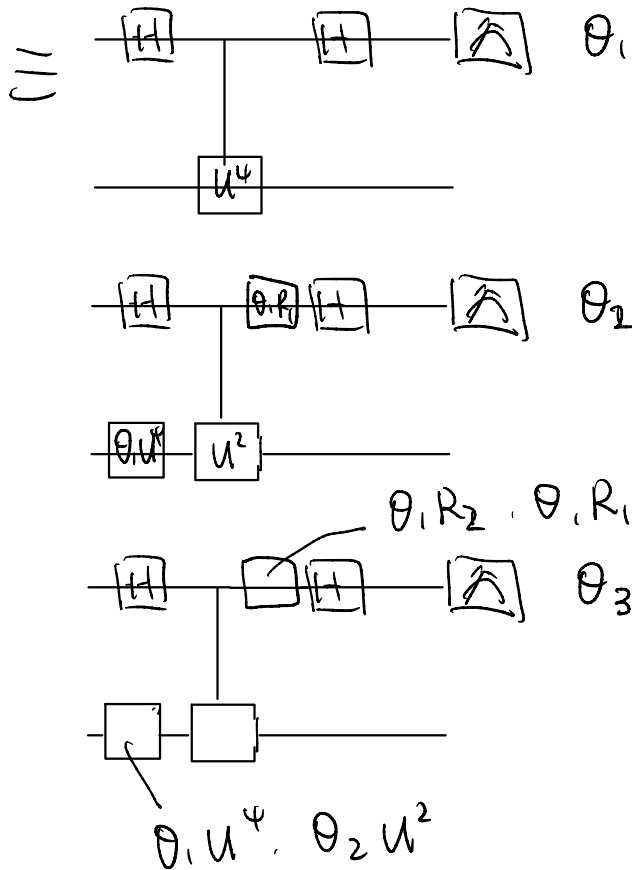 ≡ H H θ₁
U⁴
H θ₁R₁ H θ₂
θ₁U⁴ U²
θ₁R₂ . θ₁R₁
H H θ₃
θ₁U⁴ . θ₂U²